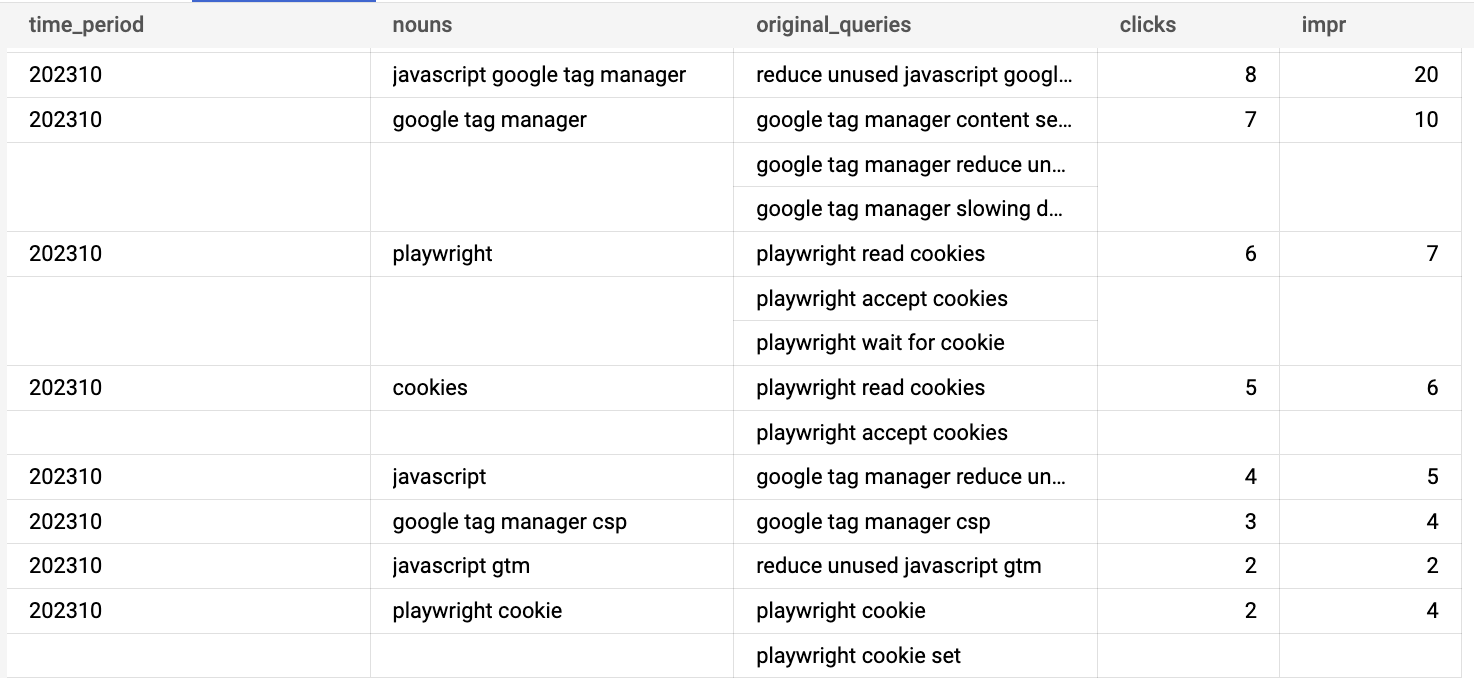 time_period nouns original_queries clicks impr
202310 javascript google tag manager reduce unused javascript googl... 8 20
202310 google tag manager google tag manager content se... 7 10
google tag manager reduce un...
google tag manager slowing d...
202310 playwright playwright read cookies 6 7
playwright accept cookies
playwright wait for cookie
202310 cookies playwright read cookies 5 6
playwright accept cookies
202310 javascript google tag manager reduce un... 4 5
202310 google tag manager csp google tag manager csp 3 4
202310 javascript gtm reduce unused javascript gtm 2 2
202310 playwright cookie playwright cookie 2 4
playwright cookie set